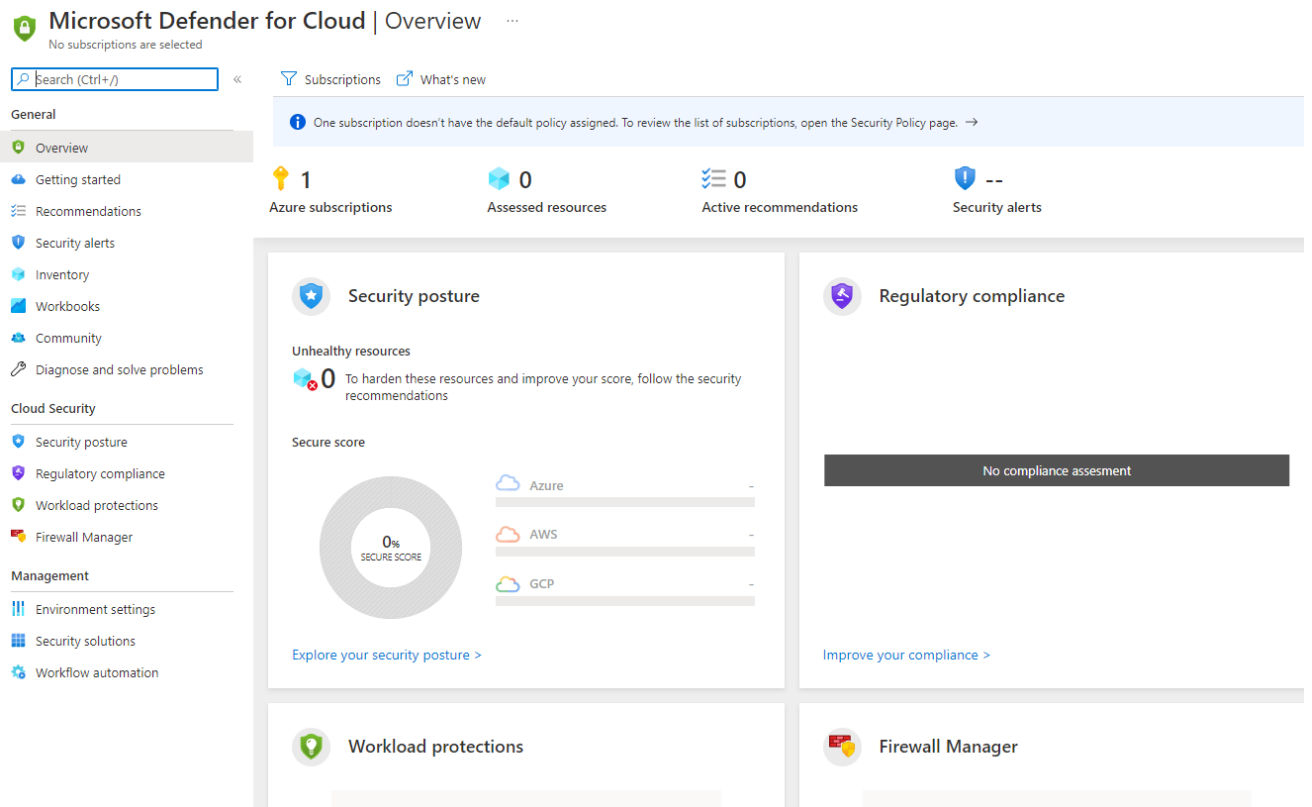 Microsoft Defender for Cloud | Overview ...
No subscriptions are selected
Search (Ctrl+/)
«
Subscriptions
What's new
General
Overview
Getting started
Recommendations
Security alerts
Inventory
Workbooks
Community
Diagnose and solve problems
Cloud Security
Security posture
Regulatory compliance
Workload protections
Firewall Manager
Management
Environment settings
Security solutions
Workflow automation
One subscription doesn't have the default policy assigned. To review the list of subscriptions, open the Security Policy page. →
1
Azure subscriptions
0
Assessed resources
0
Active recommendations
--
Security alerts
Security posture
Unhealthy resources
0
To harden these resources and improve your score, follow the security
recommendations
Secure score
0%
SECURE SCORE
Azure -
AWS -
GCP -
Explore your security posture >
Regulatory compliance
No compliance assesment
Improve your compliance >
Workload protections
Firewall Manager